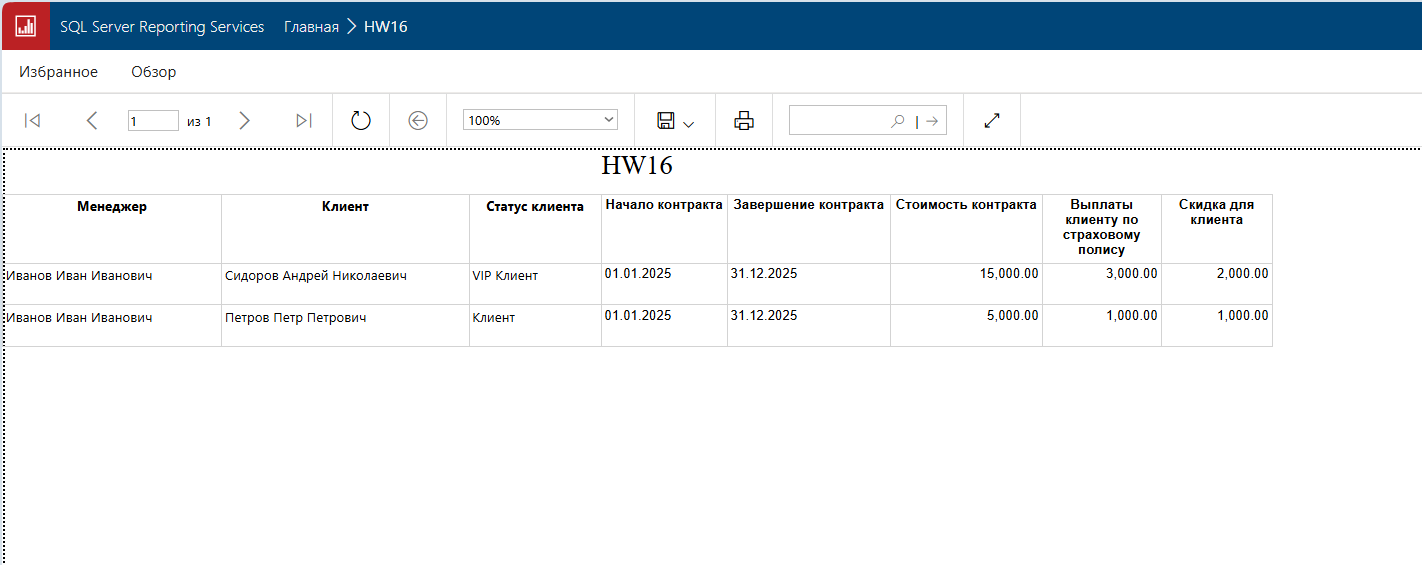 SQL Server Reporting Services Главная HW16
Избранное Обзор
1 из 1 100%
HW16
Менеджер Клиент Статус клиента Начало контракта Завершение контракта Стоимость контракта Выплаты клиенту по страховому полису Скидка для клиента
Иванов Иван Иванович Сидоров Андрей Николаевич VIP Клиент 01.01.2025 31.12.2025 15,000.00 3,000.00 2,000.00
Иванов Иван Иванович Петров Петр Петрович Клиент 01.01.2025 31.12.2025 5,000.00 1,000.00 1,000.00